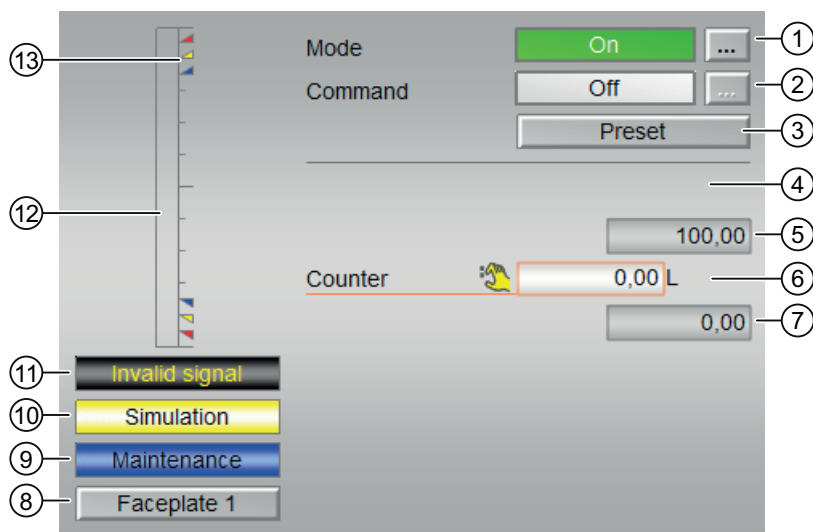 Mode On ... 1
Command Off ... 2
Preset 3
4
100,00 5
Counter 0,00 L 6
0,00 7
13
12
11 Invalid signal
10 Simulation
9 Maintenance
8 Faceplate 1